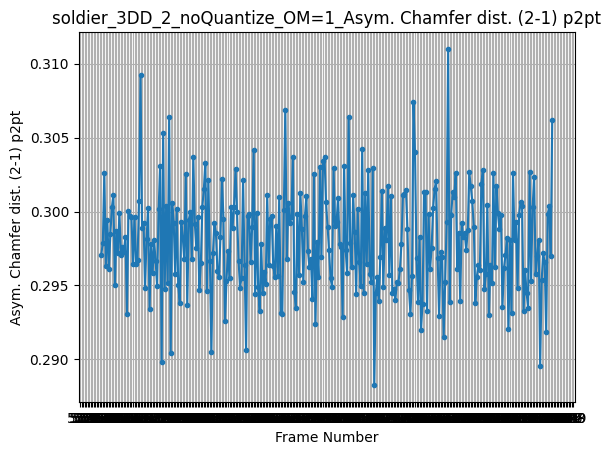 soldier_3DD_2_noQuantize_OM=1_Asym. Chamfer dist. (2-1) p2pt
Asym. Chamfer dist. (2-1) p2pt
0.310
0.305
0.300
0.295
0.290
Frame Number